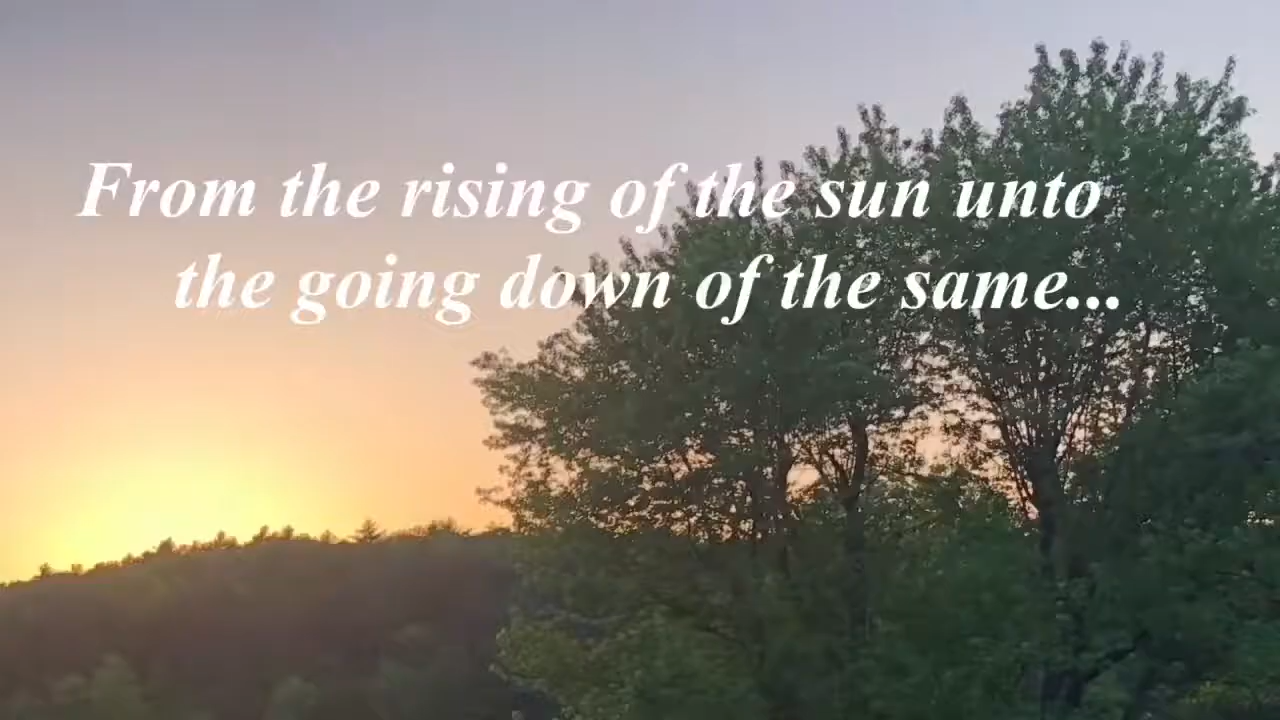 From the rising of the sun unto
the going down of the same...